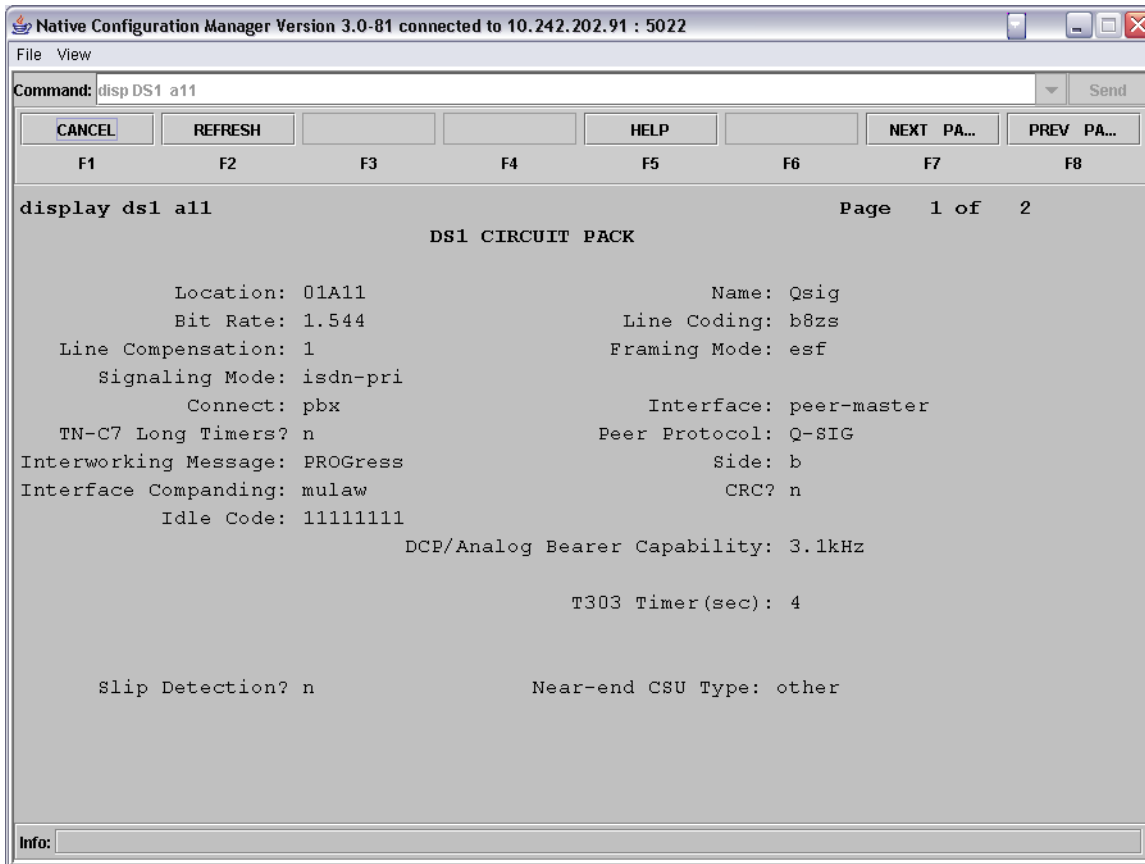 Native Configuration Manager Version 3.0-81 connected to 10.242.202.91 : 5022
File View
Command: disp DS1 a11 Send
CANCEL REFRESH HELP NEXT PA... PREV PA...
F1 F2 F3 F4 F5 F6 F7 F8
display ds1 a11 Page 1 of 2
DS1 CIRCUIT PACK
Location: 01A11 Name: Qsig
Bit Rate: 1.544 Line Coding: b8zs
Line Compensation: 1 Framing Mode: esf
Signaling Mode: isdn-pri
Connect: pbx Interface: peer-master
TN-C7 Long Timers? n Peer Protocol: Q-SIG
Interworking Message: PROGress Side: b
Interface Companding: mulaw CRC? n
Idle Code: 11111111
DCP/Analog Bearer Capability: 3.1kHz
T303 Timer(sec): 4
Slip Detection? n Near-end CSU Type: other
Info: